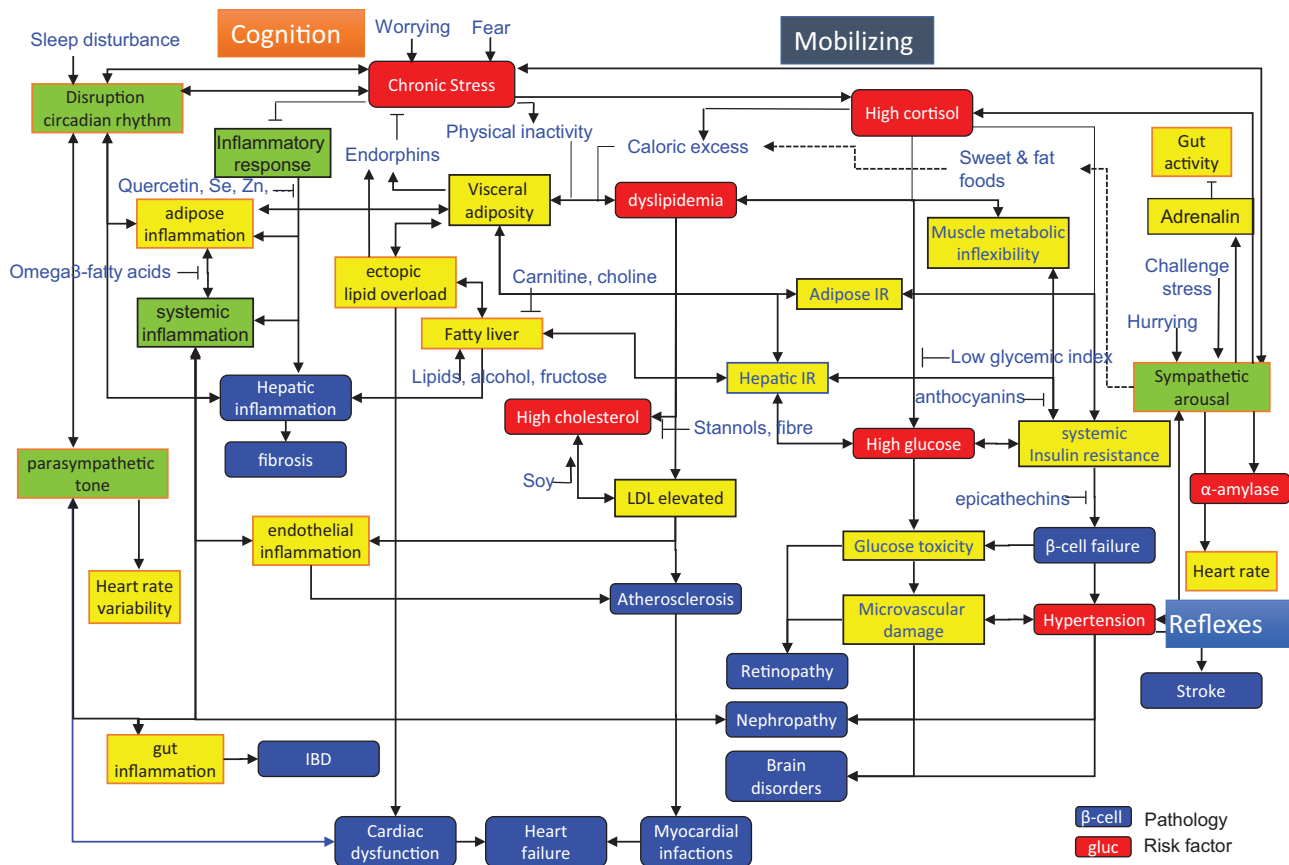 Cognition
Mobilizing
Worrying
Fear
Sleep disturbance
Chronic Stress
Disruption
circadian rhythm
High cortisol
Physical inactivity
Inflammatory
response
Endorphins
Caloric excess
Sweet & fat
foods
Gut
activity
Quercetin, Se, Zn, ...
Visceral
adiposity
dyslipidemia
adipose
inflammation
Muscle metabolic
inflexibility
Adrenalin
Omega3-fatty acids
ectopic
lipid overload
Carnitine, choline
Adipose IR
Challenge
stress
systemic
inflammation
Fatty liver
Hurrying
Low glycemic index
Lipids, alcohol, fructose
Hepatic IR
Sympathetic
arousal
Hepatic
inflammation
anthocyanins
High cholesterol
Stannols, fibre
High glucose
systemic
Insulin resistance
fibrosis
parasympathetic
tone
Soy
LDL elevated
epicathechins
α-amylase
endothelial
inflammation
Glucose toxicity
β-cell failure
Heart rate
Heart rate
variability
Atherosclerosis
Microvascular
damage
Hypertension
Reflexes
Retinopathy
Stroke
Nephropathy
gut
inflammation
IBD
Brain
disorders
Cardiac
dysfunction
Heart
failure
Myocardial
infactions
β-cell
Pathology
gluc
Risk factor